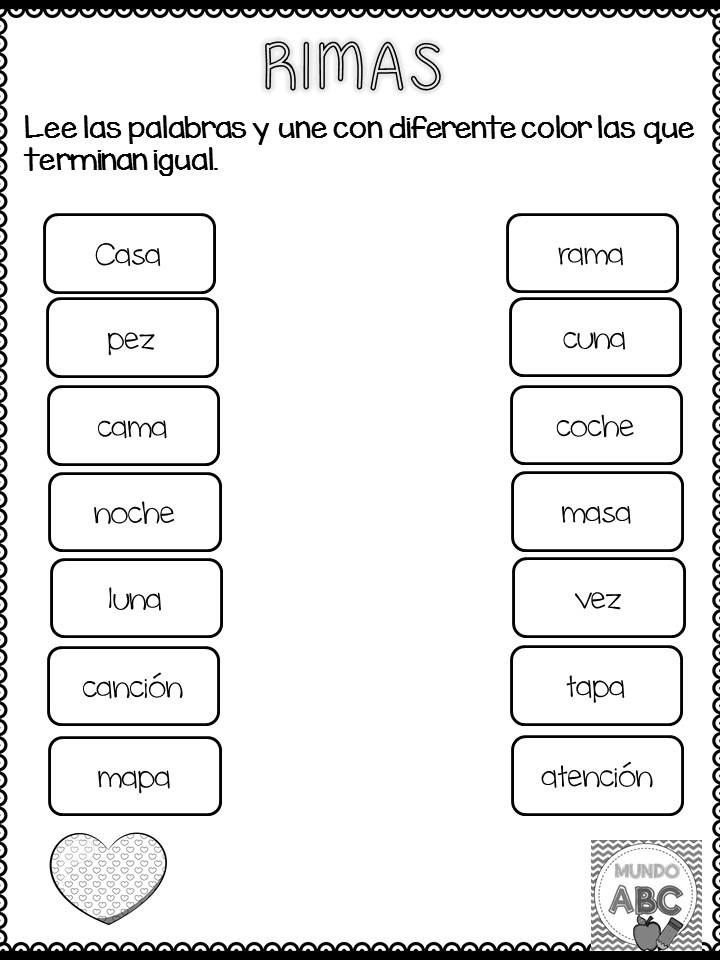 RIMAS
Lee las palabras y une con diferente color las que
terminan igual.
Casa
rama
pez
cuna
cama
coche
noche
masa
luna
vez
canción
tapa
mapa
atención
MUNDO
ABC